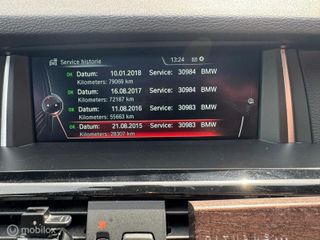 Service historie 13:24
OK Datum: 10.01.2018 Service: 30984 BMW
Kilometers: 79069 km
OK Datum: 16.08.2017 Service: 30984 BMW
Kilometers: 72187 km
OK Datum: 11.08.2016 Service: 30983 BMW
Kilometers: 55663 km
OK Datum: 21.08.2015 Service: 30983 BMW
Kilometers: 28307 km
mobilox